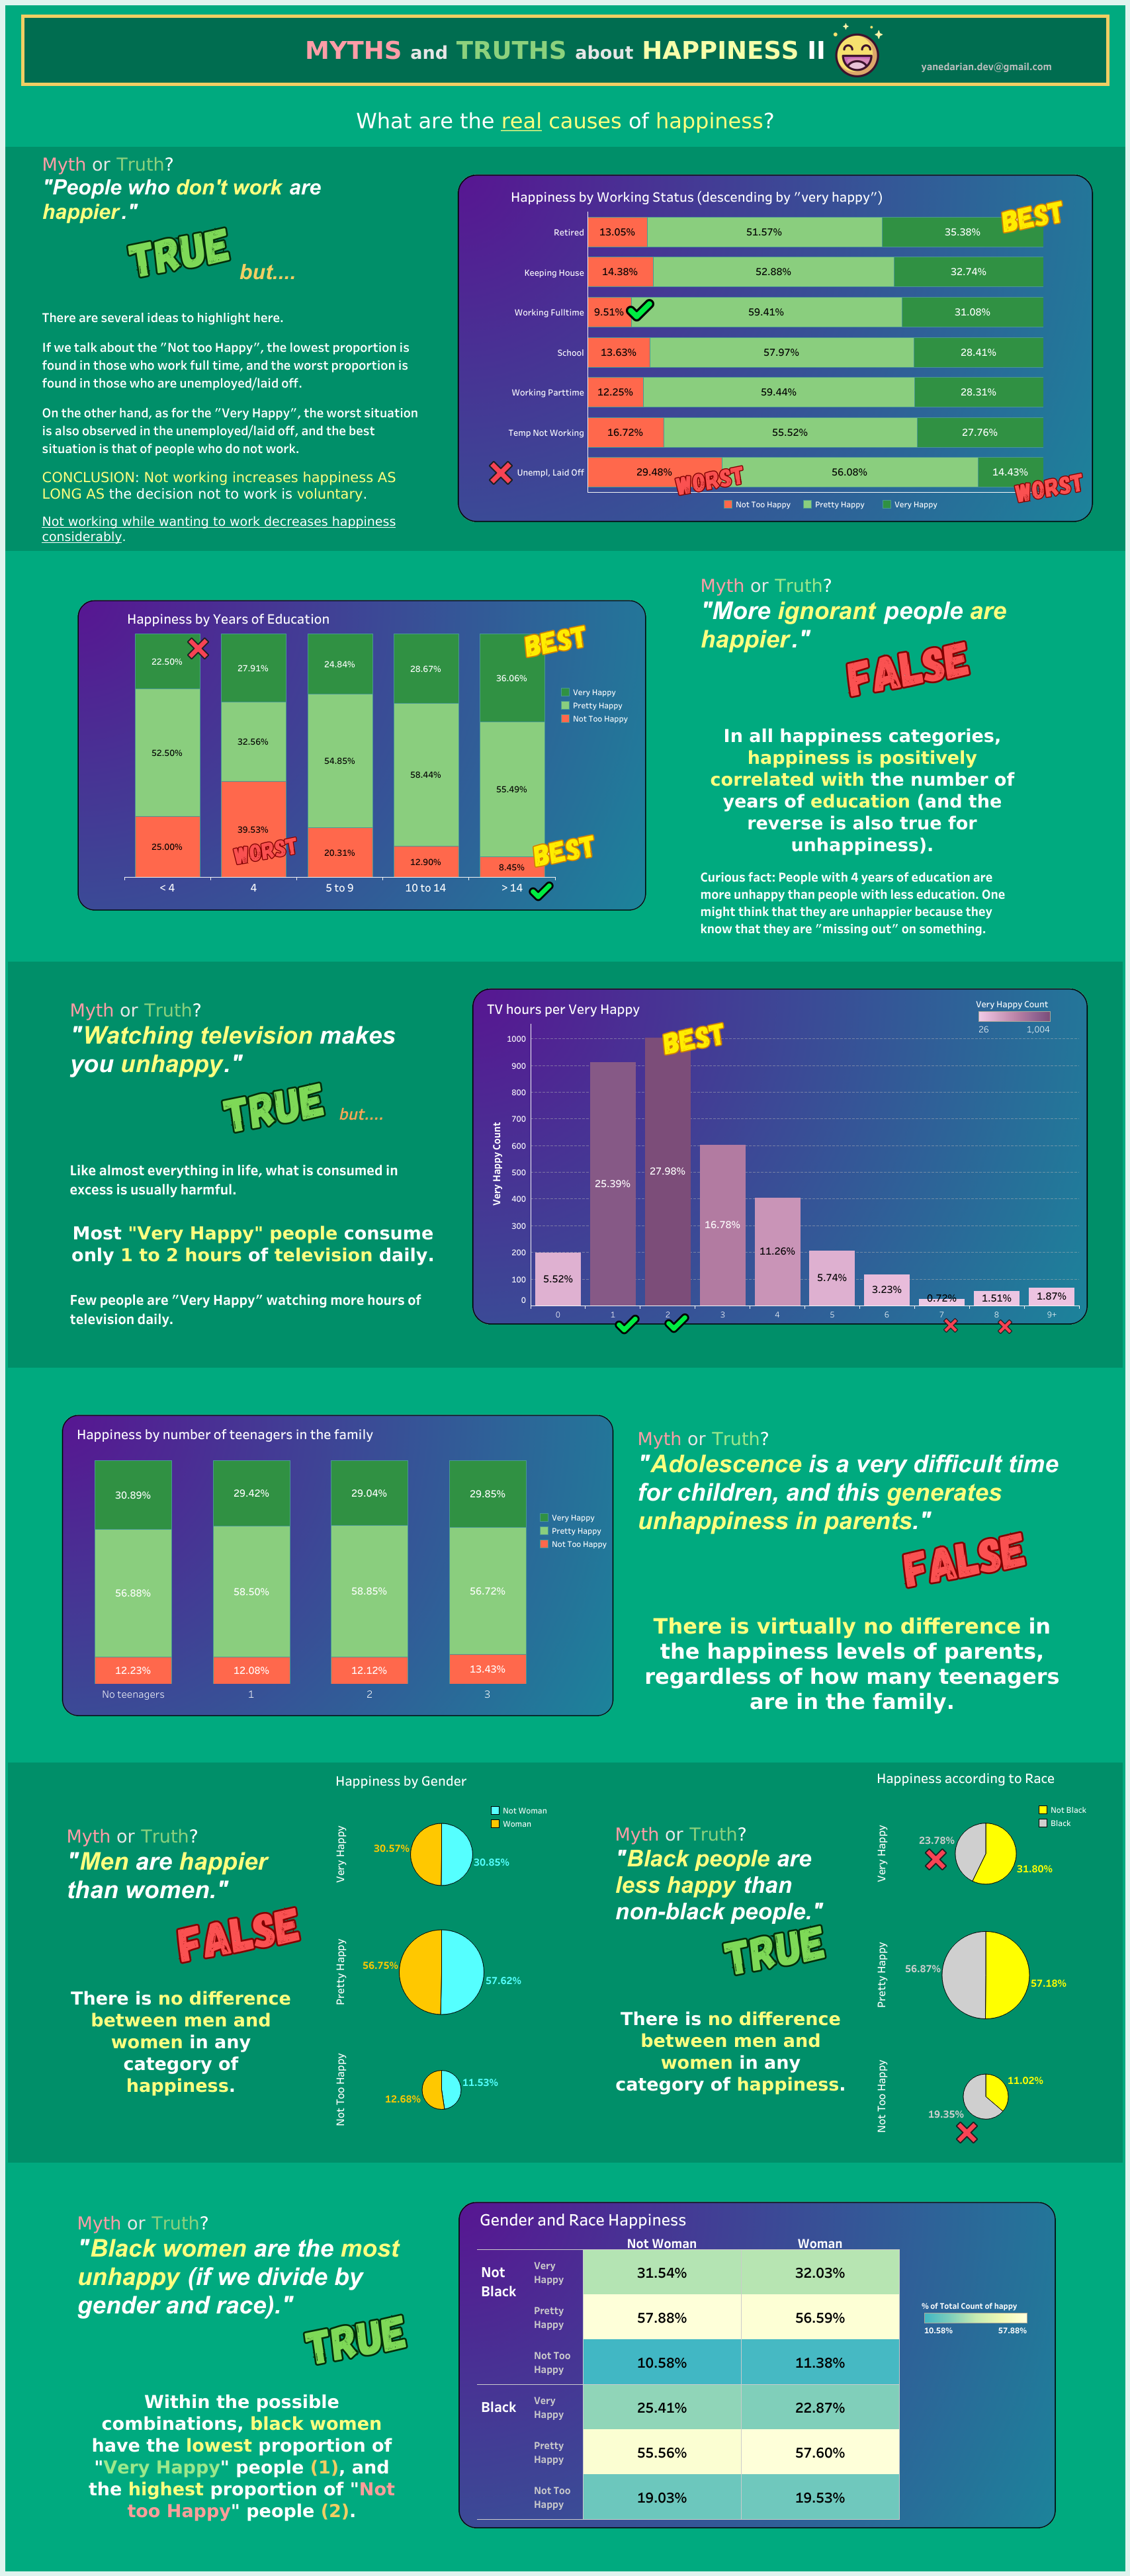 MYTHS and TRUTHS about HAPPINESS II
yanedarian.dev@gmail.com
What are the real causes of happiness?
Myth or Truth?
"People who don't work are
happier."
TRUE
but....
There are several ideas to highlight here.
If we talk about the "Not too Happy", the lowest proportion is
found in those who work full time, and the worst proportion is
found in those who are unemployed/laid off.
On the other hand, as for the "Very Happy", the worst situation
is also observed in the unemployed/laid off, and the best
situation is that of people who do not work.
CONCLUSION: Not working increases happiness AS
LONG AS the decision not to work is voluntary.
Not working while wanting to work decreases happiness
considerably.
Happiness by Working Status (descending by "very happy")
BEST
Retired 13.05% 51.57% 35.38%
Keeping House 14.38% 52.88% 32.74%
Working Fulltime 9.51% 59.41% 31.08%
School 13.63% 57.97% 28.41%
Working Parttime 12.25% 59.44% 28.31%
Temp Not Working 16.72% 55.52% 27.76%
Unempl, Laid Off 29.48% 56.08% 14.43%
WORST
WORST
Not Too Happy Pretty Happy Very Happy
Happiness by Years of Education
BEST
22.50% 27.91% 24.84% 28.67% 36.06%
52.50% 32.56% 54.85% 58.44% 55.49%
25.00% 39.53% 20.31% 12.90% 8.45%
WORST
BEST
< 4 4 5 to 9 10 to 14 > 14
Very Happy
Pretty Happy
Not Too Happy
Myth or Truth?
"More ignorant people are
happier."
FALSE
In all happiness categories,
happiness is positively
correlated with the number of
years of education (and the
reverse is also true for
unhappiness).
Curious fact: People with 4 years of education are
more unhappy than people with less education. One
might think that they are unhappier because they
know that they are "missing out" on something.
Myth or Truth?
"Watching television makes
you unhappy."
TRUE
but....
Like almost everything in life, what is consumed in
excess is usually harmful.
Most "Very Happy" people consume
only 1 to 2 hours of television daily.
Few people are "Very Happy" watching more hours of
television daily.
TV hours per Very Happy
Very Happy Count
26 1,004
BEST
Very Happy Count
1000
900
800
700
600
500
400
300
200
100
0
5.52% 25.39% 27.98% 16.78% 11.26% 5.74% 3.23% 0.72% 1.51% 1.87%
0 1 2 3 4 5 6 7 8 9+
Happiness by number of teenagers in the family
30.89% 29.42% 29.04% 29.85%
56.88% 58.50% 58.85% 56.72%
12.23% 12.08% 12.12% 13.43%
No teenagers 1 2 3
Very Happy
Pretty Happy
Not Too Happy
Myth or Truth?
"Adolescence is a very difficult time
for children, and this generates
unhappiness in parents."
FALSE
There is virtually no difference in
the happiness levels of parents,
regardless of how many teenagers
are in the family.
Myth or Truth?
"Men are happier
than women."
FALSE
There is no difference
between men and
women in any
category of
happiness.
Happiness by Gender
Not Woman
Woman
Very Happy
30.57% 30.85%
Pretty Happy
56.75% 57.62%
Not Too Happy
12.68% 11.53%
Myth or Truth?
"Black people are
less happy than
non-black people."
TRUE
There is no difference
between men and
women in any
category of happiness.
Happiness according to Race
Not Black
Black
Very Happy
23.78% 31.80%
Pretty Happy
56.87% 57.18%
Not Too Happy
19.35% 11.02%
Myth or Truth?
"Black women are the most
unhappy (if we divide by
gender and race)."
TRUE
Within the possible
combinations, black women
have the lowest proportion of
"Very Happy" people (1), and
the highest proportion of "Not
too Happy" people (2).
Gender and Race Happiness
Not Woman Woman
Not
Black
Very
Happy
31.54% 32.03%
Pretty
Happy
57.88% 56.59%
Not Too
Happy
10.58% 11.38%
Black
Very
Happy
25.41% 22.87%
Pretty
Happy
55.56% 57.60%
Not Too
Happy
19.03% 19.53%
% of Total Count of happy
10.58% 57.88%